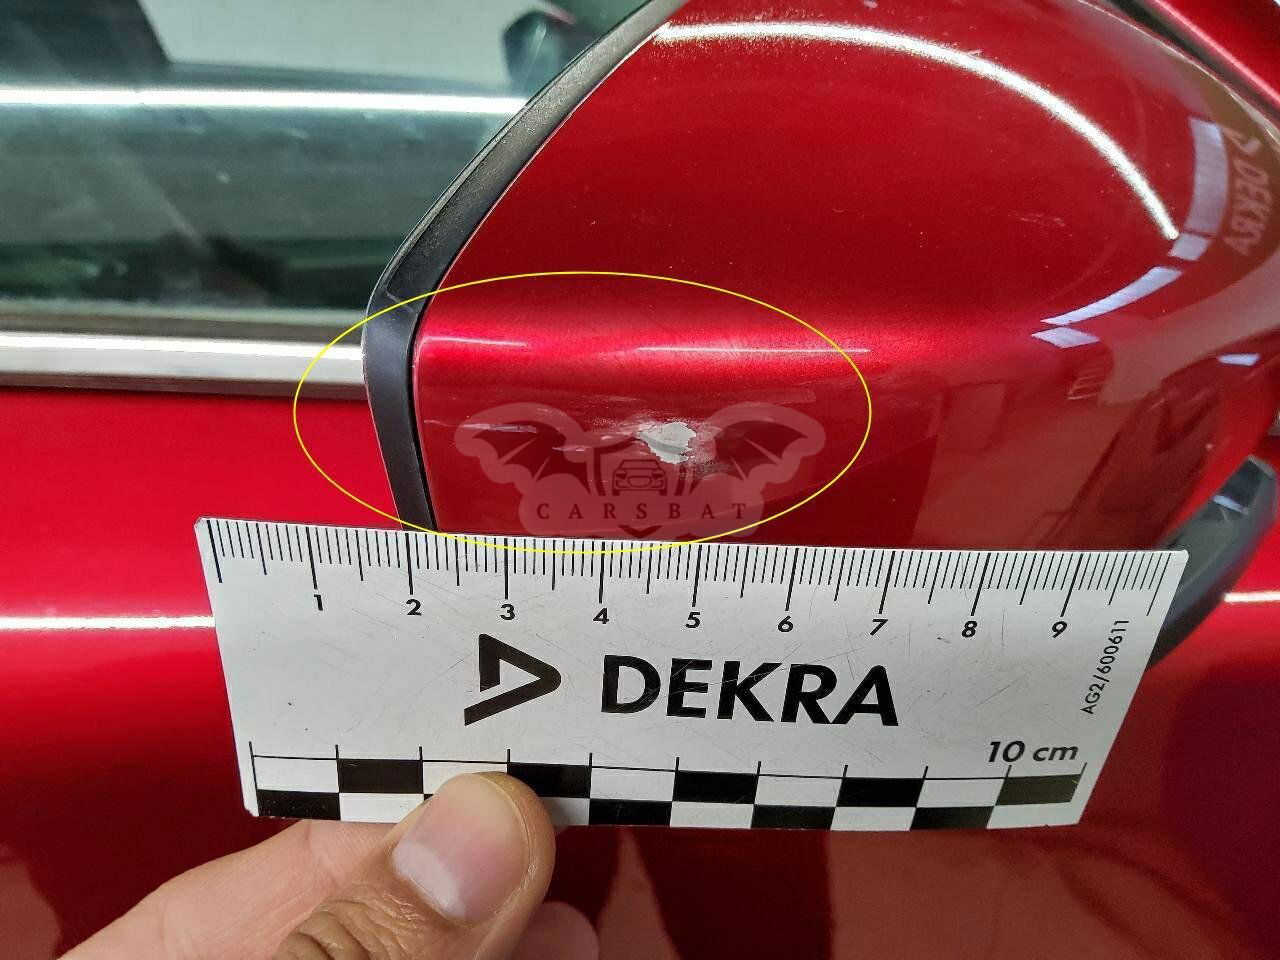 DEKRA
CARSBAT
1 2 3 4 5 6 7 8 9
DEKRA
AG2/600611
10 cm